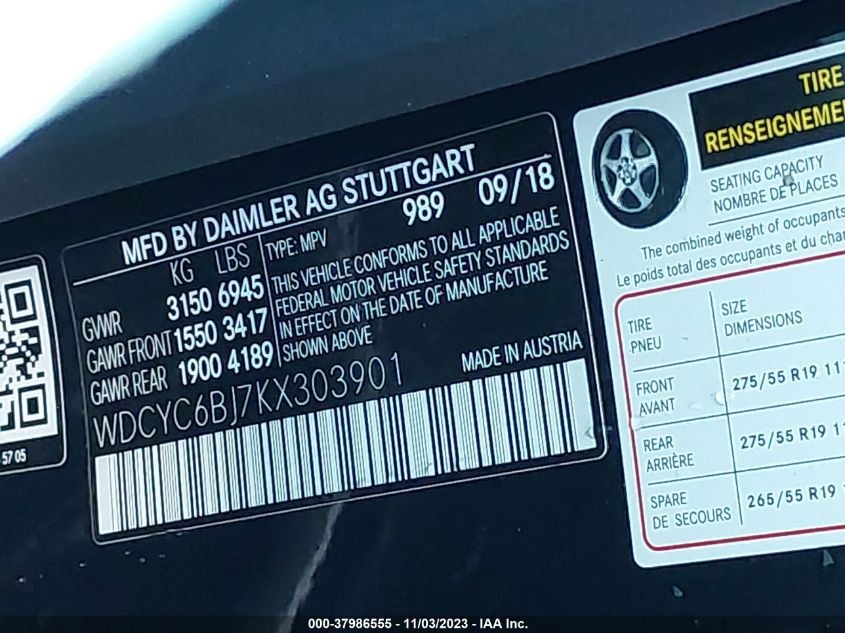 MFD BY DAIMLER AG STUTTGART
989 09/18
KG LBS
GVWR 3150 6945
GAWR FRONT 1550 3417
GAWR REAR 1900 4189
TYPE: MPV
THIS VEHICLE CONFORMS TO ALL APPLICABLE
FEDERAL MOTOR VEHICLE SAFETY STANDARDS
IN EFFECT ON THE DATE OF MANUFACTURE
SHOWN ABOVE
MADE IN AUSTRIA
WDCYC6BJ7KX303901
5705
TIRE
RENSEIGNEME
SEATING CAPACITY
NOMBRE DE PLACES
The combined weight of occupants
Le poids total des occupants et du char
TIRE
PNEU
SIZE
DIMENSIONS
FRONT
AVANT
275/55 R19 11
REAR
ARRIÈRE
275/55 R19 1
SPARE
DE SECOURS
265/55 R19
000-37986555 - 11/03/2023 - IAA Inc.